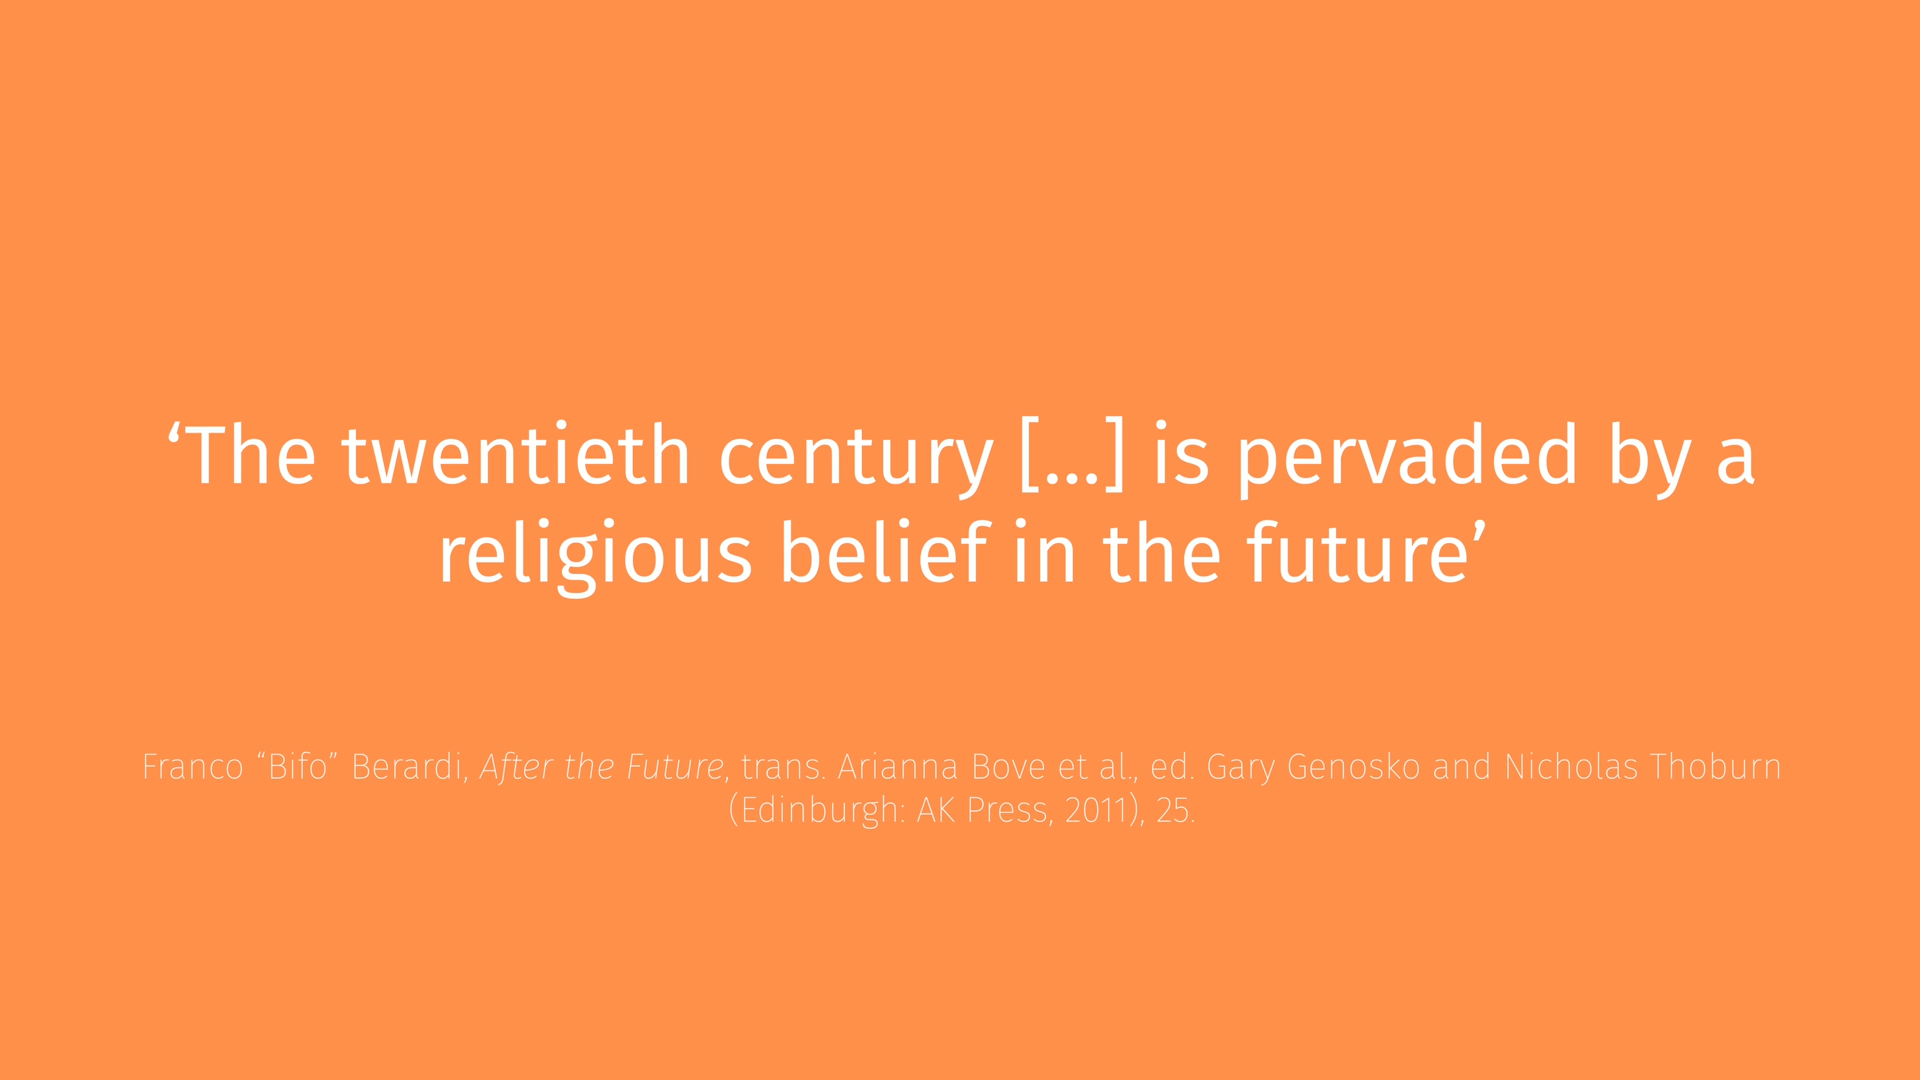 ‘The twentieth century [...] is pervaded by a
religious belief in the future’
Franco “Bifo” Berardi, After the Future, trans. Arianna Bove et al., ed. Gary Genosko and Nicholas Thoburn
(Edinburgh: AK Press, 2011), 25.